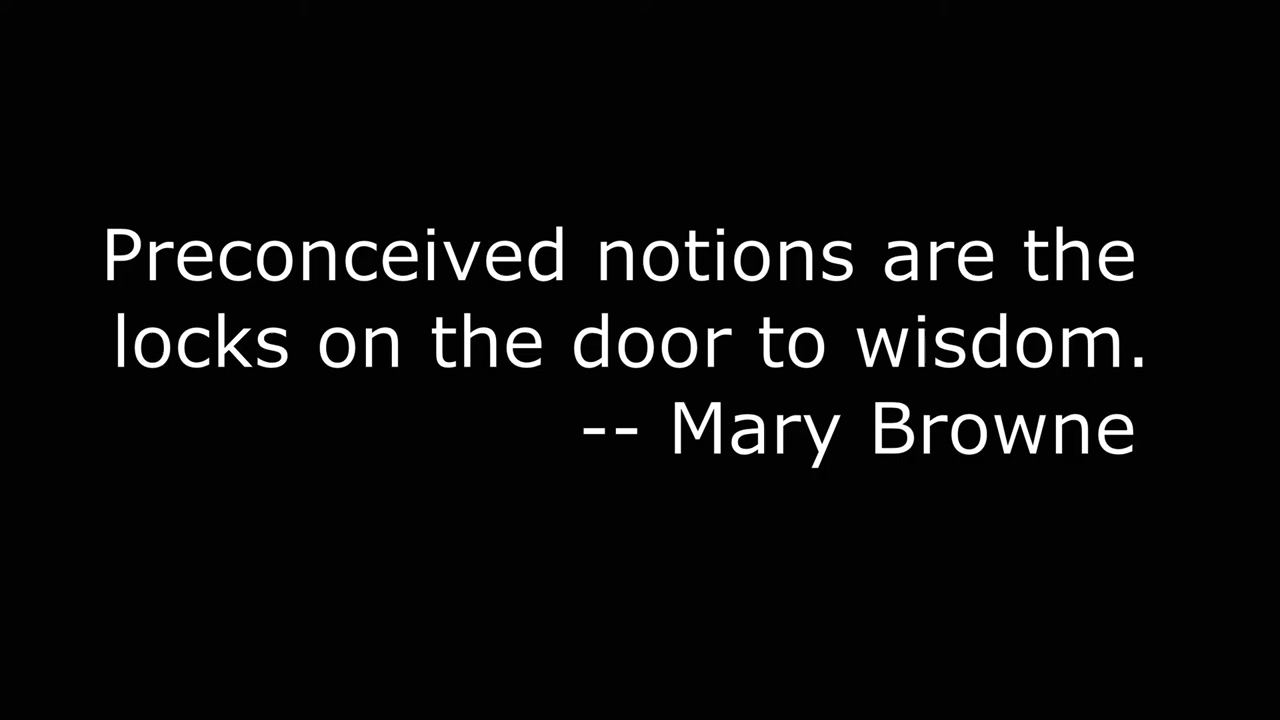 Preconceived notions are the
locks on the door to wisdom.
-- Mary Browne